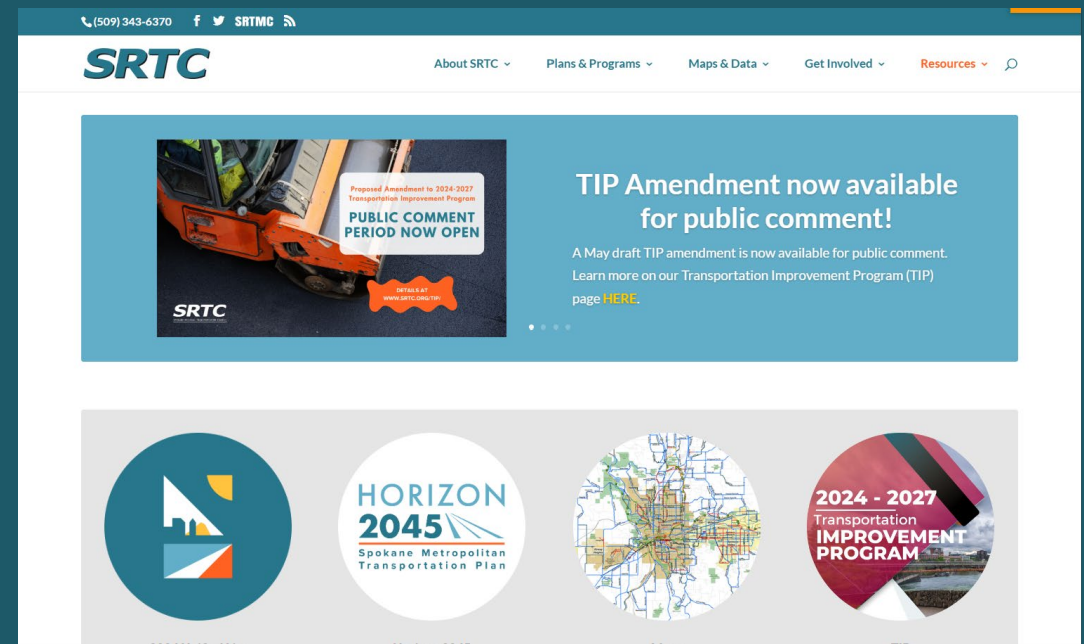 (509) 343-6370 SRTMC
SRTC
About SRTC Plans & Programs Maps & Data Get Involved Resources
Proposed Amendment to 2024-2027
Transportation Improvement Program
PUBLIC COMMENT
PERIOD NOW OPEN
DETAILS AT
WWW.SRTC.ORG/TIP/
SRTC
TIP Amendment now available
for public comment!
A May draft TIP amendment is now available for public comment.
Learn more on our Transportation Improvement Program (TIP)
page HERE.
HORIZON
2045
Spokane Metropolitan
Transportation Plan
2024 - 2027
Transportation
IMPROVEMENT
PROGRAM